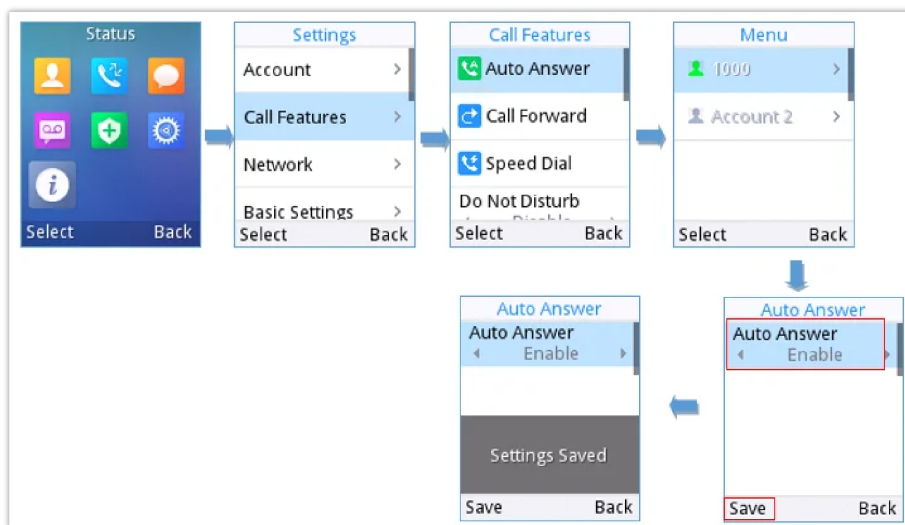 Status
Select Back
Settings
Account
Call Features
Network
Basic Settings
Select Back
Call Features
Auto Answer
Call Forward
Speed Dial
Do Not Disturb
Disable
Select Back
Menu
1000
Account 2
Select Back
Auto Answer
Auto Answer
Enable
Save Back
Auto Answer
Auto Answer
Enable
Settings Saved
Save Back